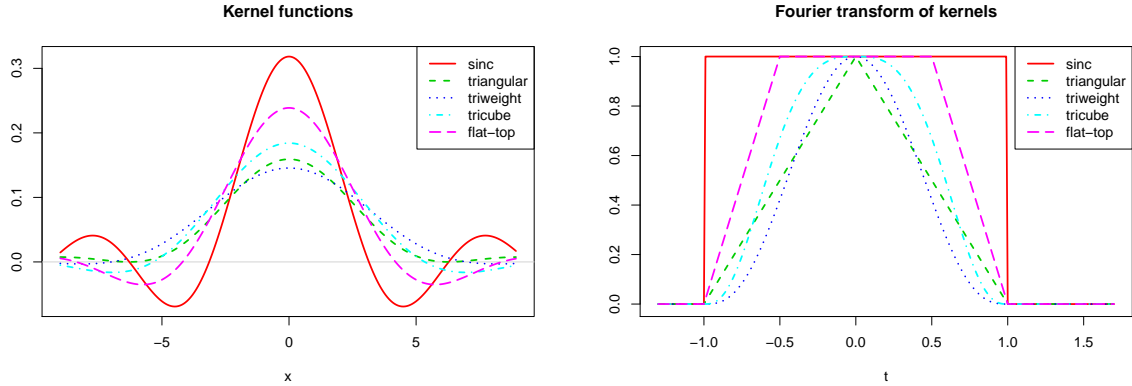 Kernel functions
0.3
0.2
0.1
0.0
−5
0
5
x
sinc
triangular
triweight
tricube
flat−top
Fourier transform of kernels
1.0
0.8
0.6
0.4
0.2
0.0
−1.0
−0.5
0.0
0.5
1.0
1.5
t
sinc
triangular
triweight
tricube
flat−top